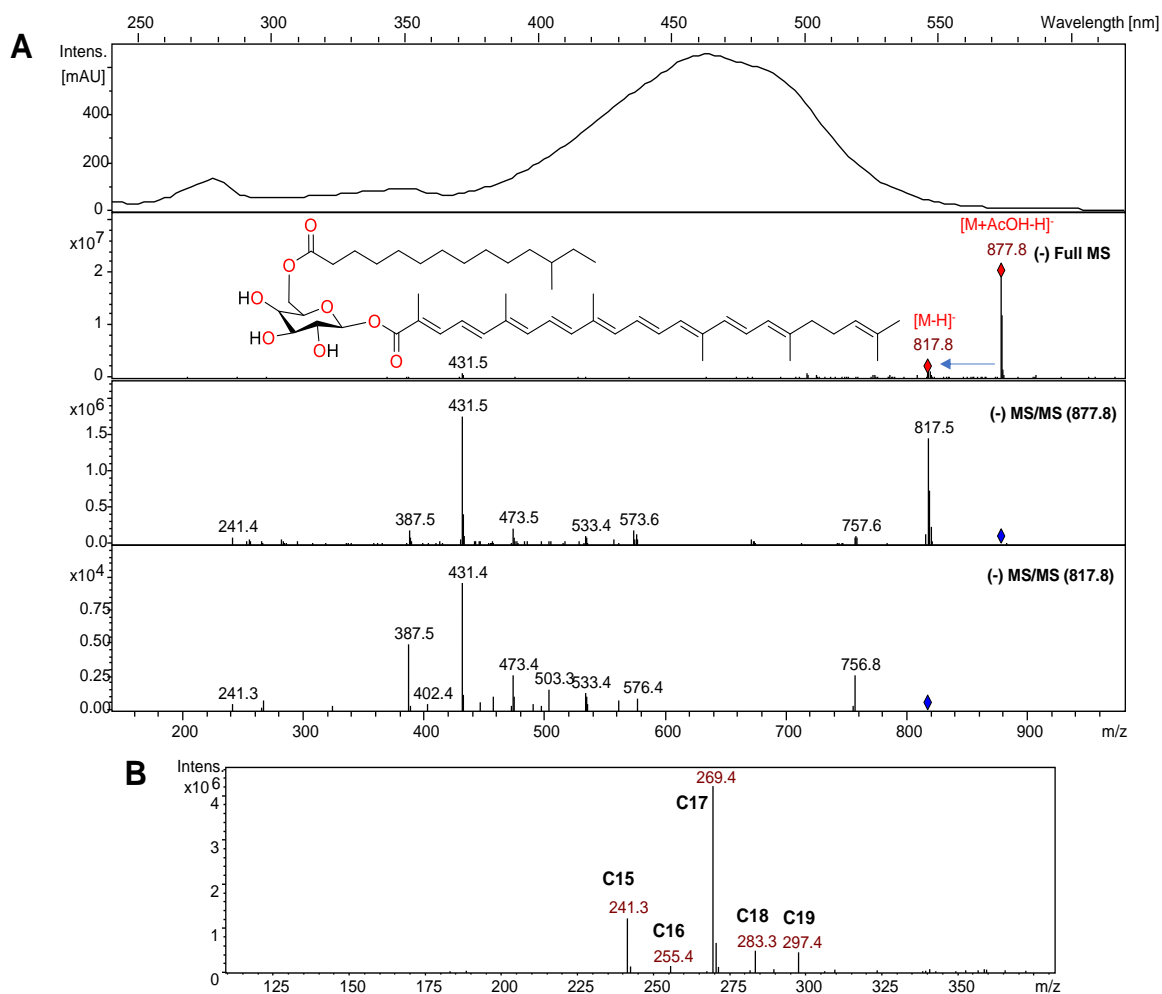 250 300 350 400 450 500 550 Wavelength [nm]
A
Intens.
[mAU]
400
200
0
x10^7
2
1
0
[M+AcOH-H]-
877.8
(-) Full MS
[M-H]-
817.8
431.5
O
O
HO
O
HO
O
OH
O
x10^6
1.5
1.0
0.5
0.0
(-) MS/MS (877.8)
241.4 387.5 431.5 473.5 533.4 573.6 757.6 817.5
x10^4
0.75
0.50
0.25
0.00
(-) MS/MS (817.8)
241.3 387.5 402.4 431.4 473.4 503.3 533.4 576.4 756.8
200 300 400 500 600 700 800 900 m/z
B
Intens.
x10^6
4
3
2
1
0
C15
241.3
C16
255.4
269.4
C17
C18
283.3
C19
297.4
125 150 175 200 225 250 275 300 325 350 m/z